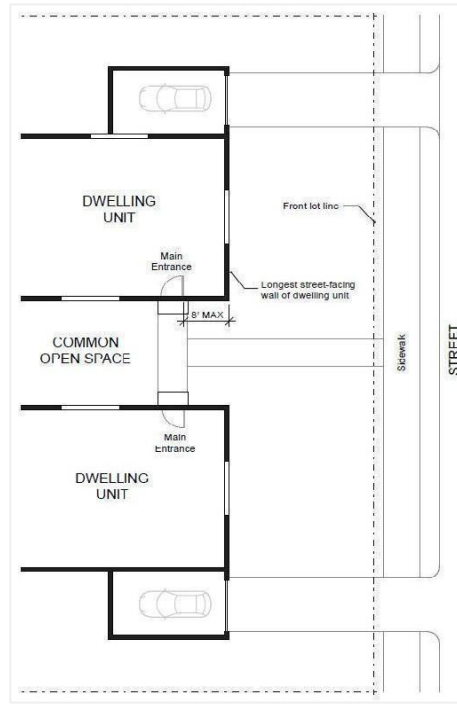 DWELLING
UNIT
Front lot line
Main
Entrance
Longest street-facing
wall of dwelling unit
8' MAX
COMMON
OPEN SPACE
Sidewalk
STREET
Main
Entrance
DWELLING
UNIT